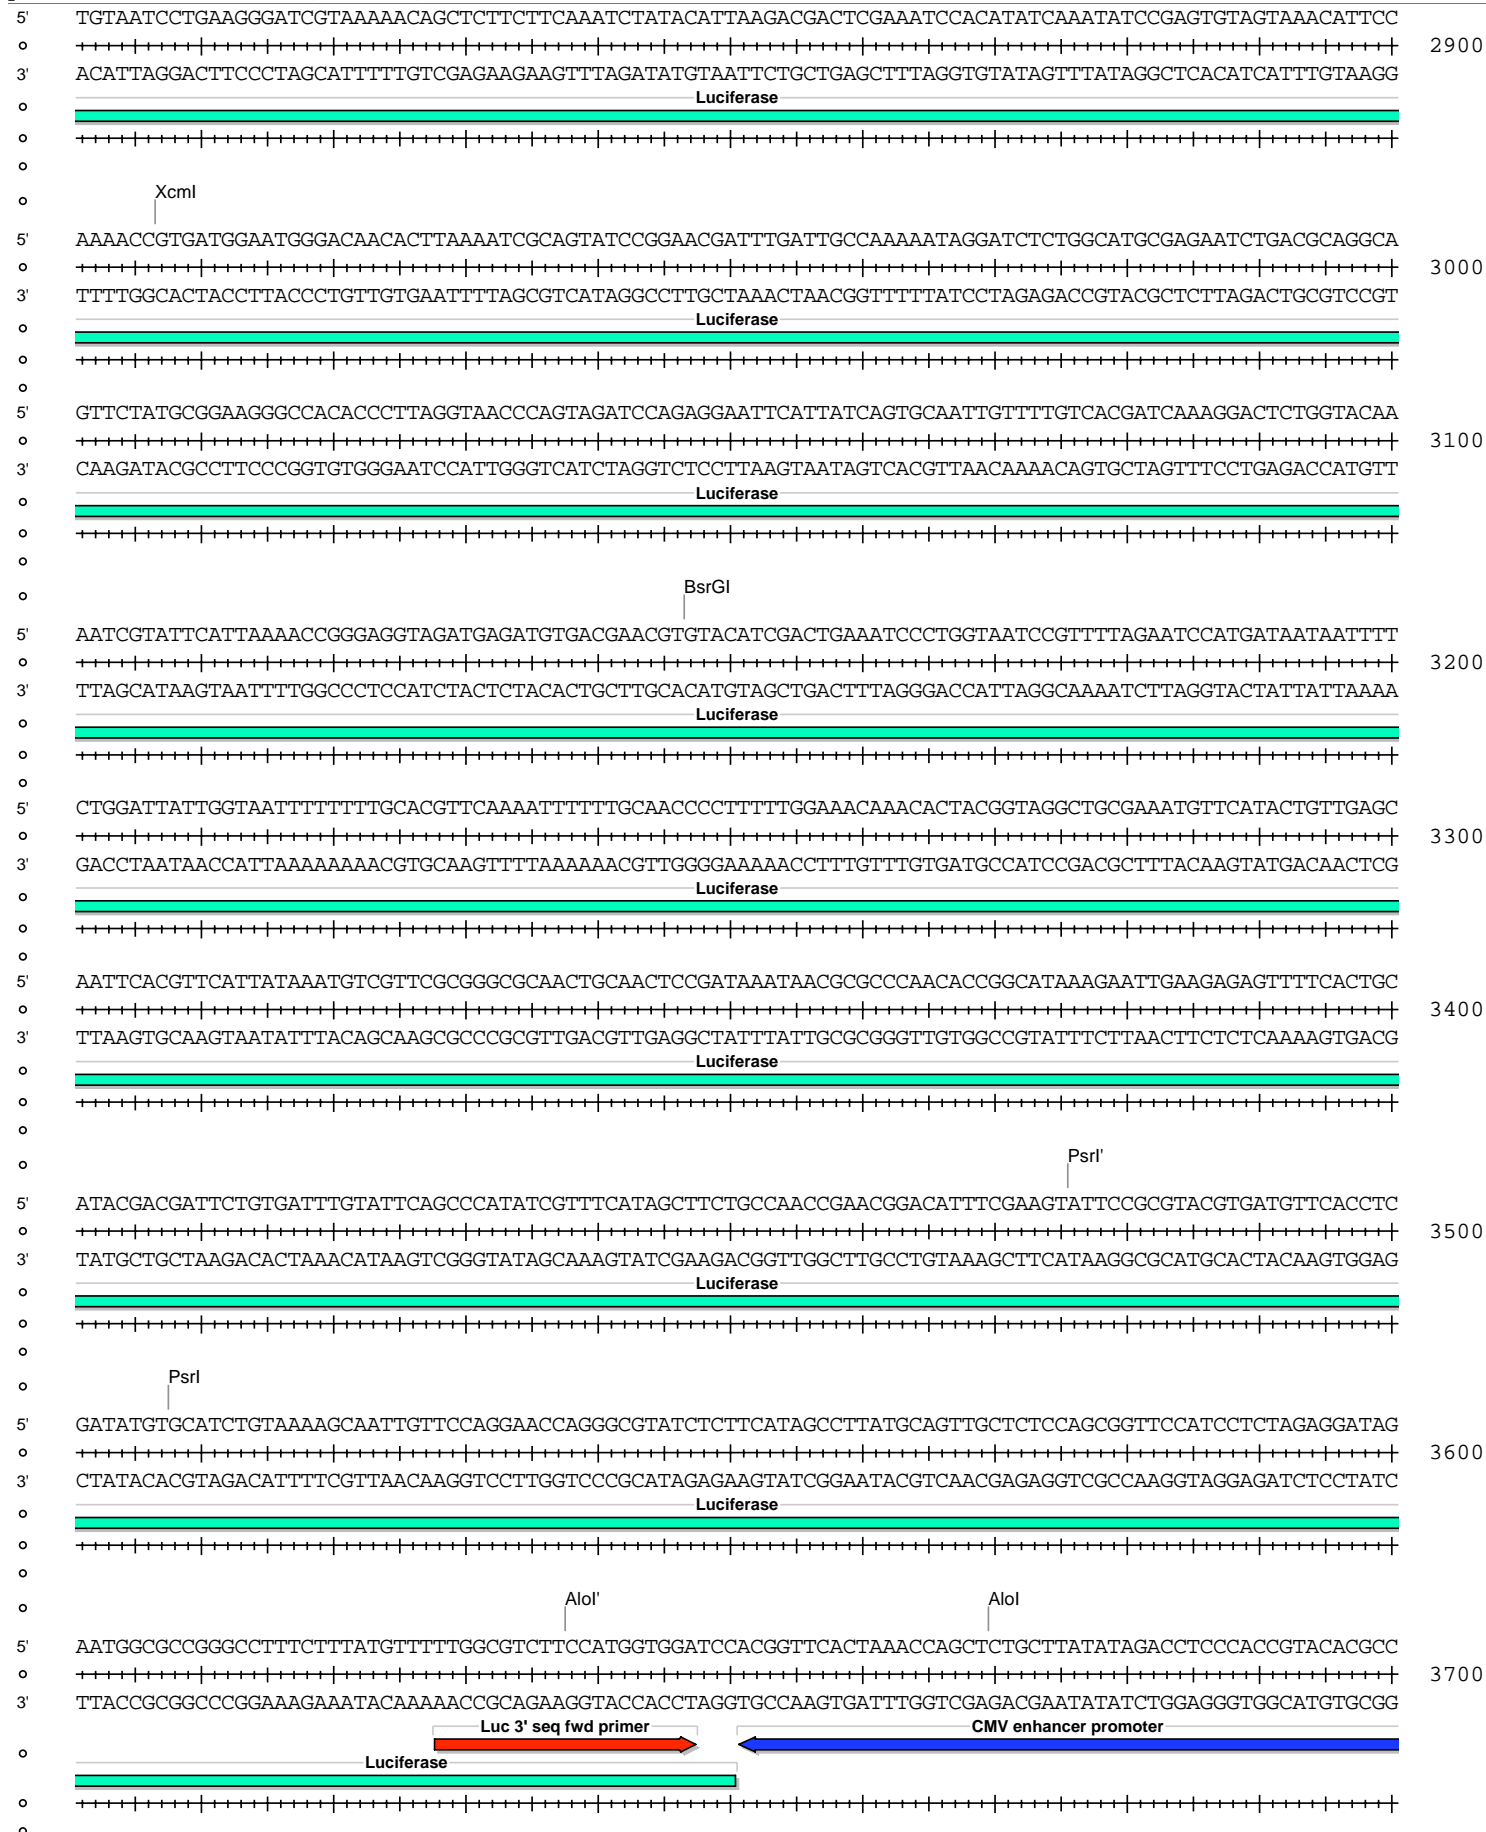 5' TGTAATCCTGAAGGGATCGTAAAAACAGCTCTTCTTCAAATCTATACATTAAGACGACTCGAAATCCACATATCAAATATCCGAGTGTAGTAAACATTCC
2900
3' ACATTAGGACTTCCCTAGCATTTTTGTCGAGAAGAAGTTTAGATATGTAATTCTGCTGAGCTTTAGGTGTATAGTTTATAGGCTCACATCATTTGTAAGG
Luciferase
XcmI
5' AAAACCGTGATGGAATGGGACAACACTTAAAATCGCAGTATCCGGAACGATTTGATTGCCAAAAATAGGATCTCTGGCATGCGAGAATCTGACGCAGGCA
3000
3' TTTTGGCACTACCTTACCCTGTTGTGAATTTTAGCGTCATAGGCCTTGCTAAACTAACGGTTTTTATCCTAGAGACCGTACGCTCTTAGACTGCGTCCGT
Luciferase
5' GTTCTATGCGGAAGGGCCACACCCTTAGGTAACCCAGTAGATCCAGAGGAATTCATTATCAGTGCAATTGTTTTGTCACGATCAAAGGACTCTGGTACAA
3100
3' CAAGATACGCCTTCCCGGTGTGGGAATCCATTGGGTCATCTAGGTCTCCTTAAGTAATAGTCACGTTAACAAAACAGTGCTAGTTTCCTGAGACCATGTT
Luciferase
BsrGI
5' AATCGTATTCATTAAAACCGGGAGGTAGATGAGATGTGACGAACGTGTACATCGACTGAAATCCCTGGTAATCCGTTTTAGAATCCATGATAATAATTTT
3200
3' TTAGCATAAGTAATTTTGGCCCTCCATCTACTCTACACTGCTTGCACATGTAGCTGACTTTAGGGACCATTAGGCAAAATCTTAGGTACTATTATTAAAA
Luciferase
5' CTGGATTATTGGTAATTTTTTTTGCACGTTCAAAATTTTTTGCAACCCCTTTTTGGAAACAAACACTACGGTAGGCTGCGAAATGTTCATACTGTTGAGC
3300
3' GACCTAATAACCATTAAAAAAAACGTGCAAGTTTTAAAAAACGTTGGGGAAAAACCTTTGTTTGTGATGCCATCCGACGCTTTACAAGTATGACAACTCG
Luciferase
5' AATTCACGTTCATTATAAATGTCGTTCGCGGGCGCAACTGCAACTCCGATAAATAACGCGCCCAACACCGGCATAAAGAATTGAAGAGAGTTTTCACTGC
3400
3' TTAAGTGCAAGTAATATTTACAGCAAGCGCCCGCGTTGACGTTGAGGCTATTTATTGCGCGGGTTGTGGCCGTATTTCTTAACTTCTCTCAAAAGTGACG
Luciferase
PsrI'
5' ATACGACGATTCTGTGATTTGTATTCAGCCCATATCGTTTCATAGCTTCTGCCAACCGAACGGACATTTCGAAGTATTCCGCGTACGTGATGTTCACCTC
3500
3' TATGCTGCTAAGACACTAAACATAAGTCGGGTATAGCAAAGTATCGAAGACGGTTGGCTTGCCTGTAAAGCTTCATAAGGCGCATGCACTACAAGTGGAG
Luciferase
PsrI
5' GATATGTGCATCTGTAAAAGCAATTGTTCCAGGAACCAGGGCGTATCTCTTCATAGCCTTATGCAGTTGCTCTCCAGCGGTTCCATCCTCTAGAGGATAG
3600
3' CTATACACGTAGACATTTTCGTTAACAAGGTCCTTGGTCCCGCATAGAGAAGTATCGGAATACGTCAACGAGAGGTCGCCAAGGTAGGAGATCTCCTATC
Luciferase
AloI' AloI
5' AATGGCGCCGGGCCTTTCTTTATGTTTTTGGCGTCTTCCATGGTGGATCCACGGTTCACTAAACCAGCTCTGCTTATATAGACCTCCCACCGTACACGCC
3700
3' TTACCGCGGCCCGGAAAGAAATACAAAAACCGCAGAAGGTACCACCTAGGTGCCAAGTGATTTGGTCGAGACGAATATATCTGGAGGGTGGCATGTGCGG
Luc 3' seq fwd primer CMV enhancer promoter
Luciferase